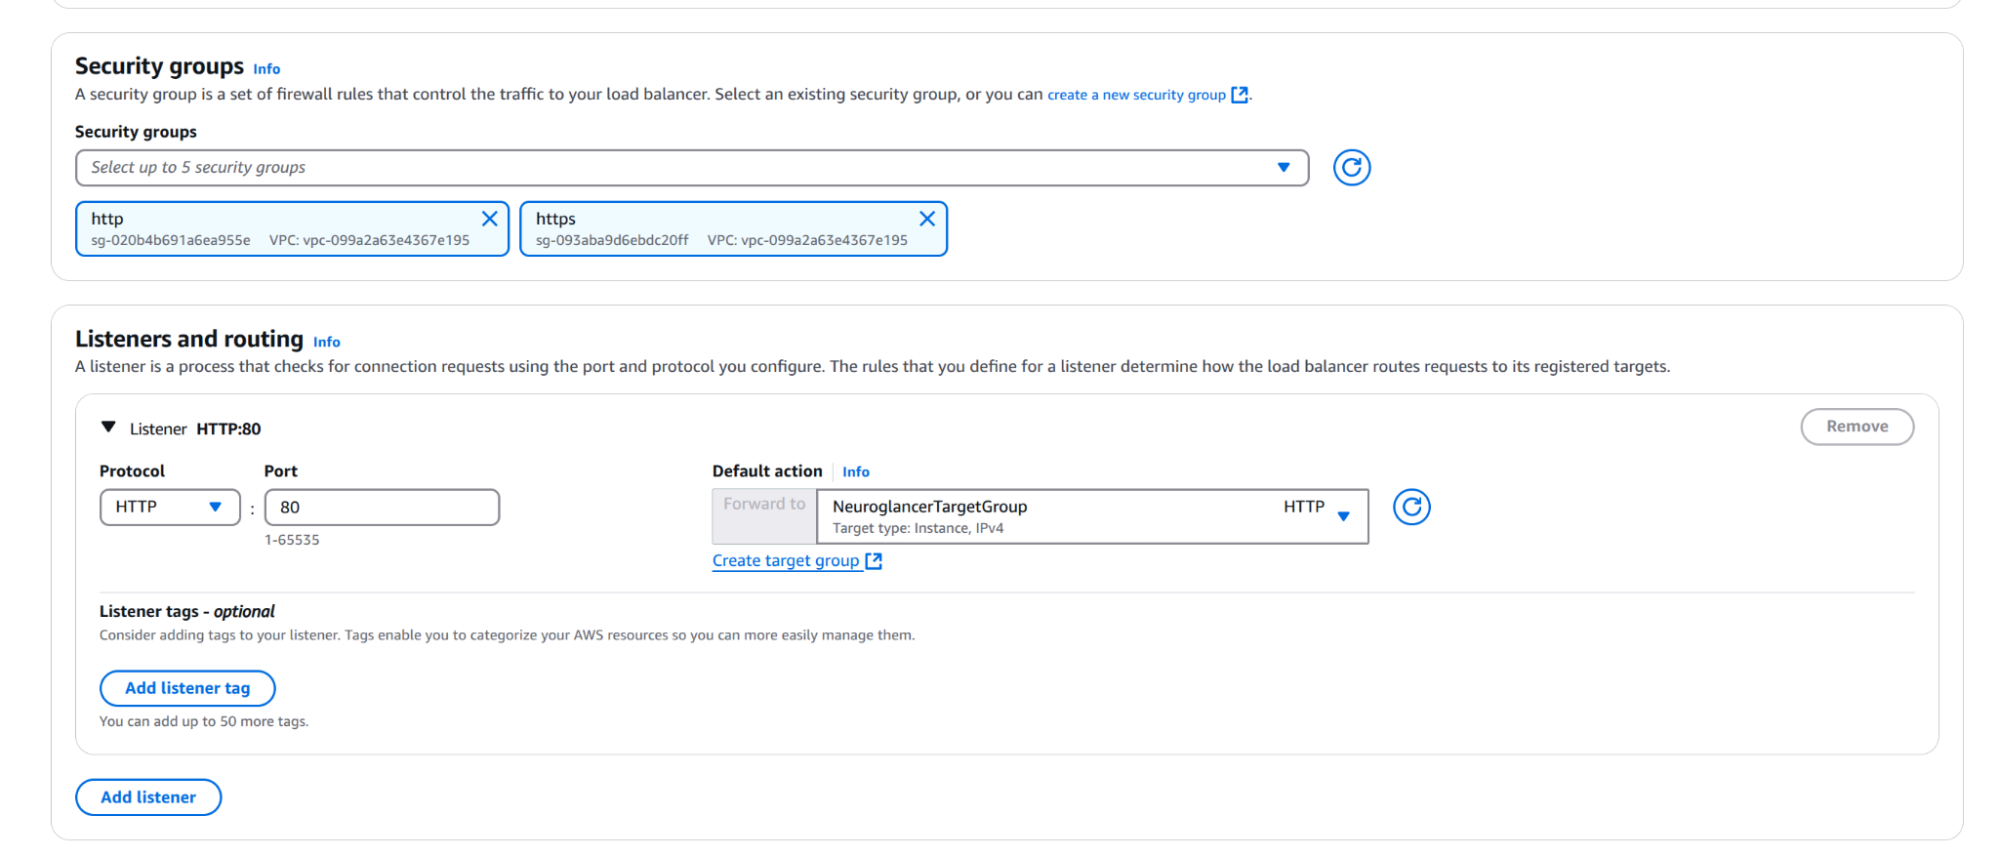 Security groups Info
A security group is a set of firewall rules that control the traffic to your load balancer. Select an existing security group, or you can create a new security group.
Security groups
Select up to 5 security groups
http
sg-020b4b691a6ea955e VPC: vpc-099a2a63e4367e195
https
sg-093aba9d6ebdc20ff VPC: vpc-099a2a63e4367e195
Listeners and routing Info
A listener is a process that checks for connection requests using the port and protocol you configure. The rules that you define for a listener determine how the load balancer routes requests to its registered targets.
Listener HTTP:80
Remove
Protocol Port Default action Info
HTTP : 80 Forward to NeuroglancerTargetGroup HTTP
Target type: Instance, IPv4
1-65535
Create target group
Listener tags - optional
Consider adding tags to your listener. Tags enable you to categorize your AWS resources so you can more easily manage them.
Add listener tag
You can add up to 50 more tags.
Add listener